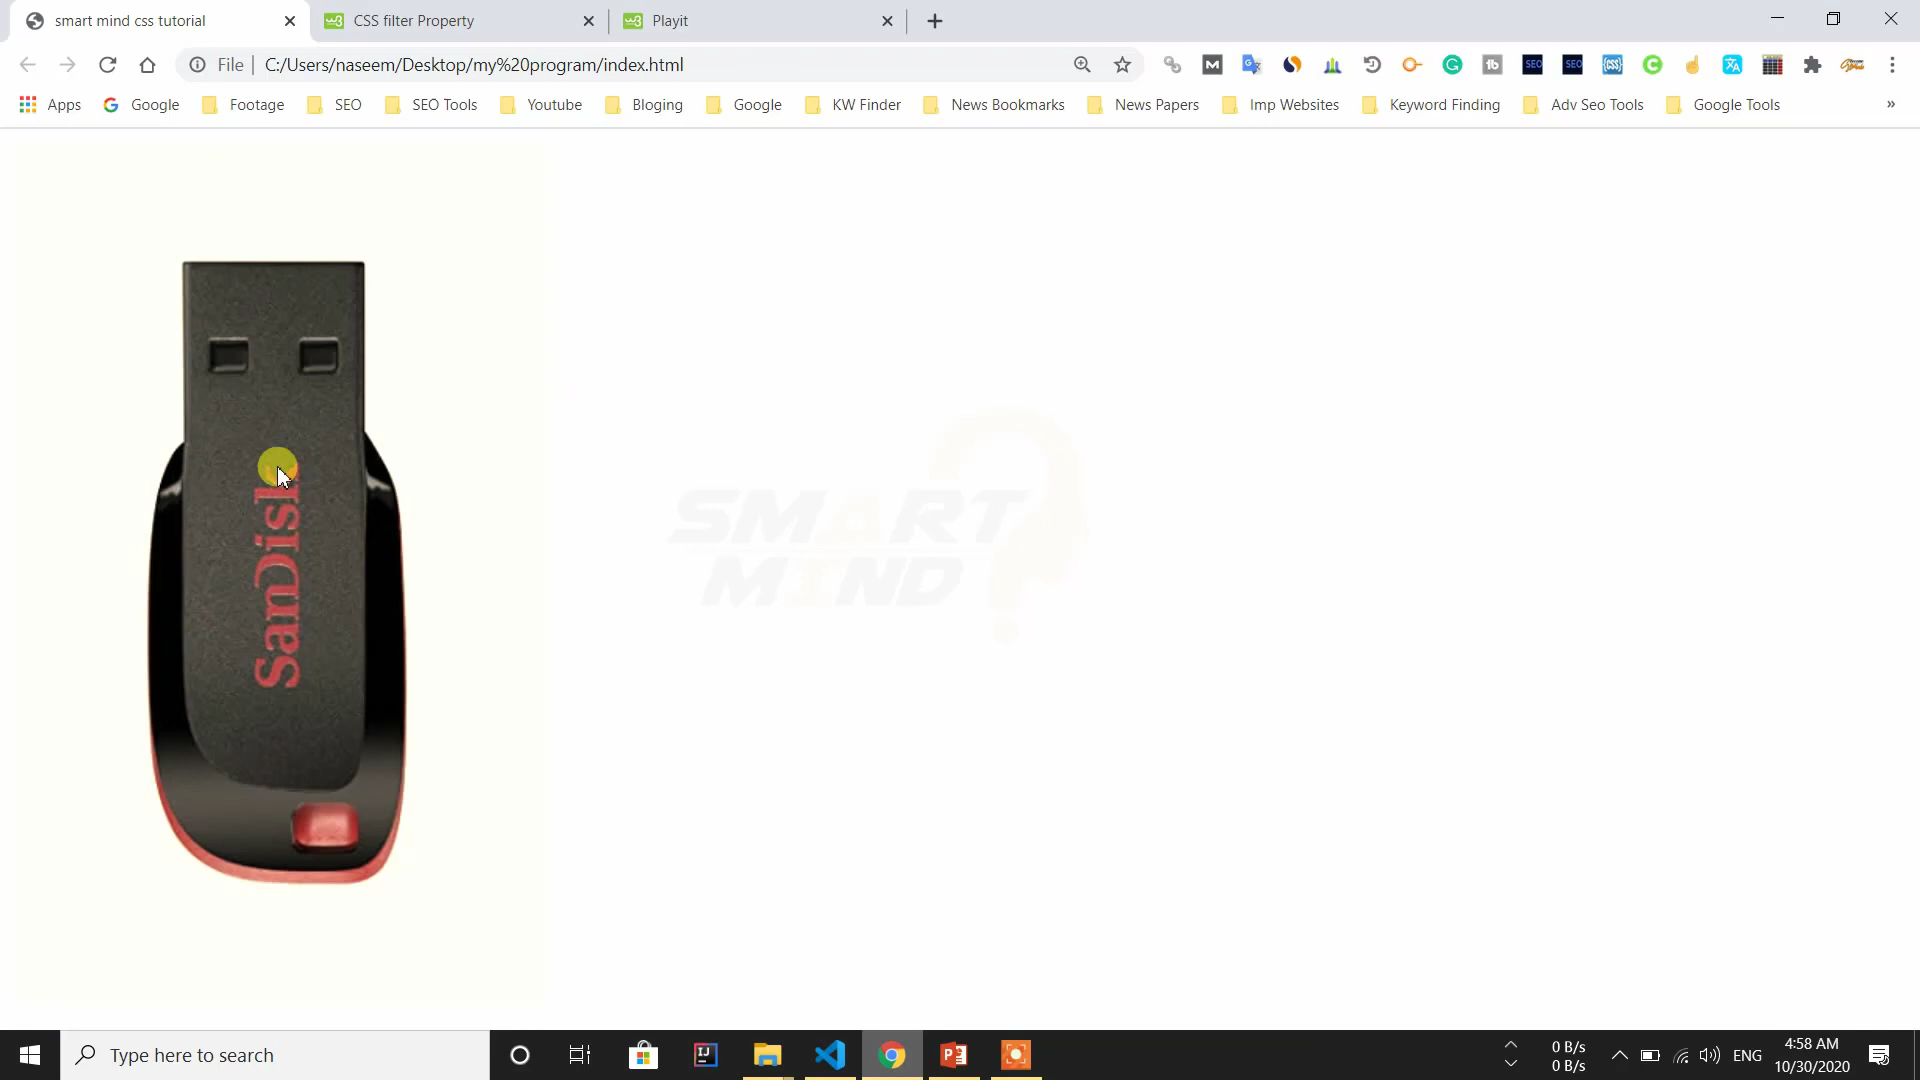 smart mind css tutorial
CSS filter Property
Playit
File
C:/Users/naseem/Desktop/my%20program/index.html
Apps
Google
Footage
SEO
SEO Tools
Youtube
Bloging
Google
KW Finder
News Bookmarks
News Papers
Imp Websites
Keyword Finding
Adv Seo Tools
Google Tools
»
SanDisk
SMART
MIND
Type here to search
0 B/s
0 B/s
ENG
4:58 AM
10/30/2020